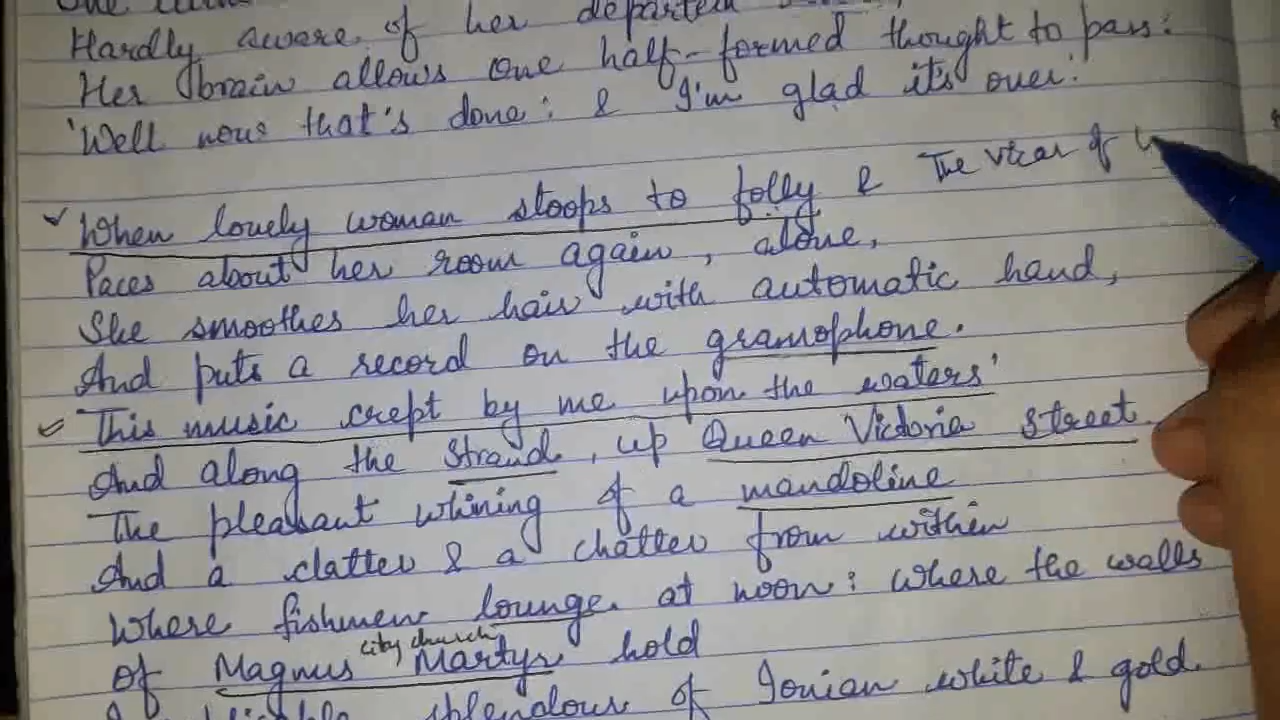 Hardly aware of her departed
Her brain allows one half-formed thought to pass:
'Well now that's done: & I'm glad it's over.'
When lovely woman stoops to folly & The Vicar of
Paces about her room again, alone,
She smoothes her hair with automatic hand,
And puts a record on the gramophone.
This music crept by me upon the waters'
And along the Strand, up Queen Victoria Street.
The pleasant whining of a mandoline
And a clatter & a chatter from within
Where fishmen lounge at noon: where the walls
city church
of Magnus Martyr hold
splendour of Ionian white & gold